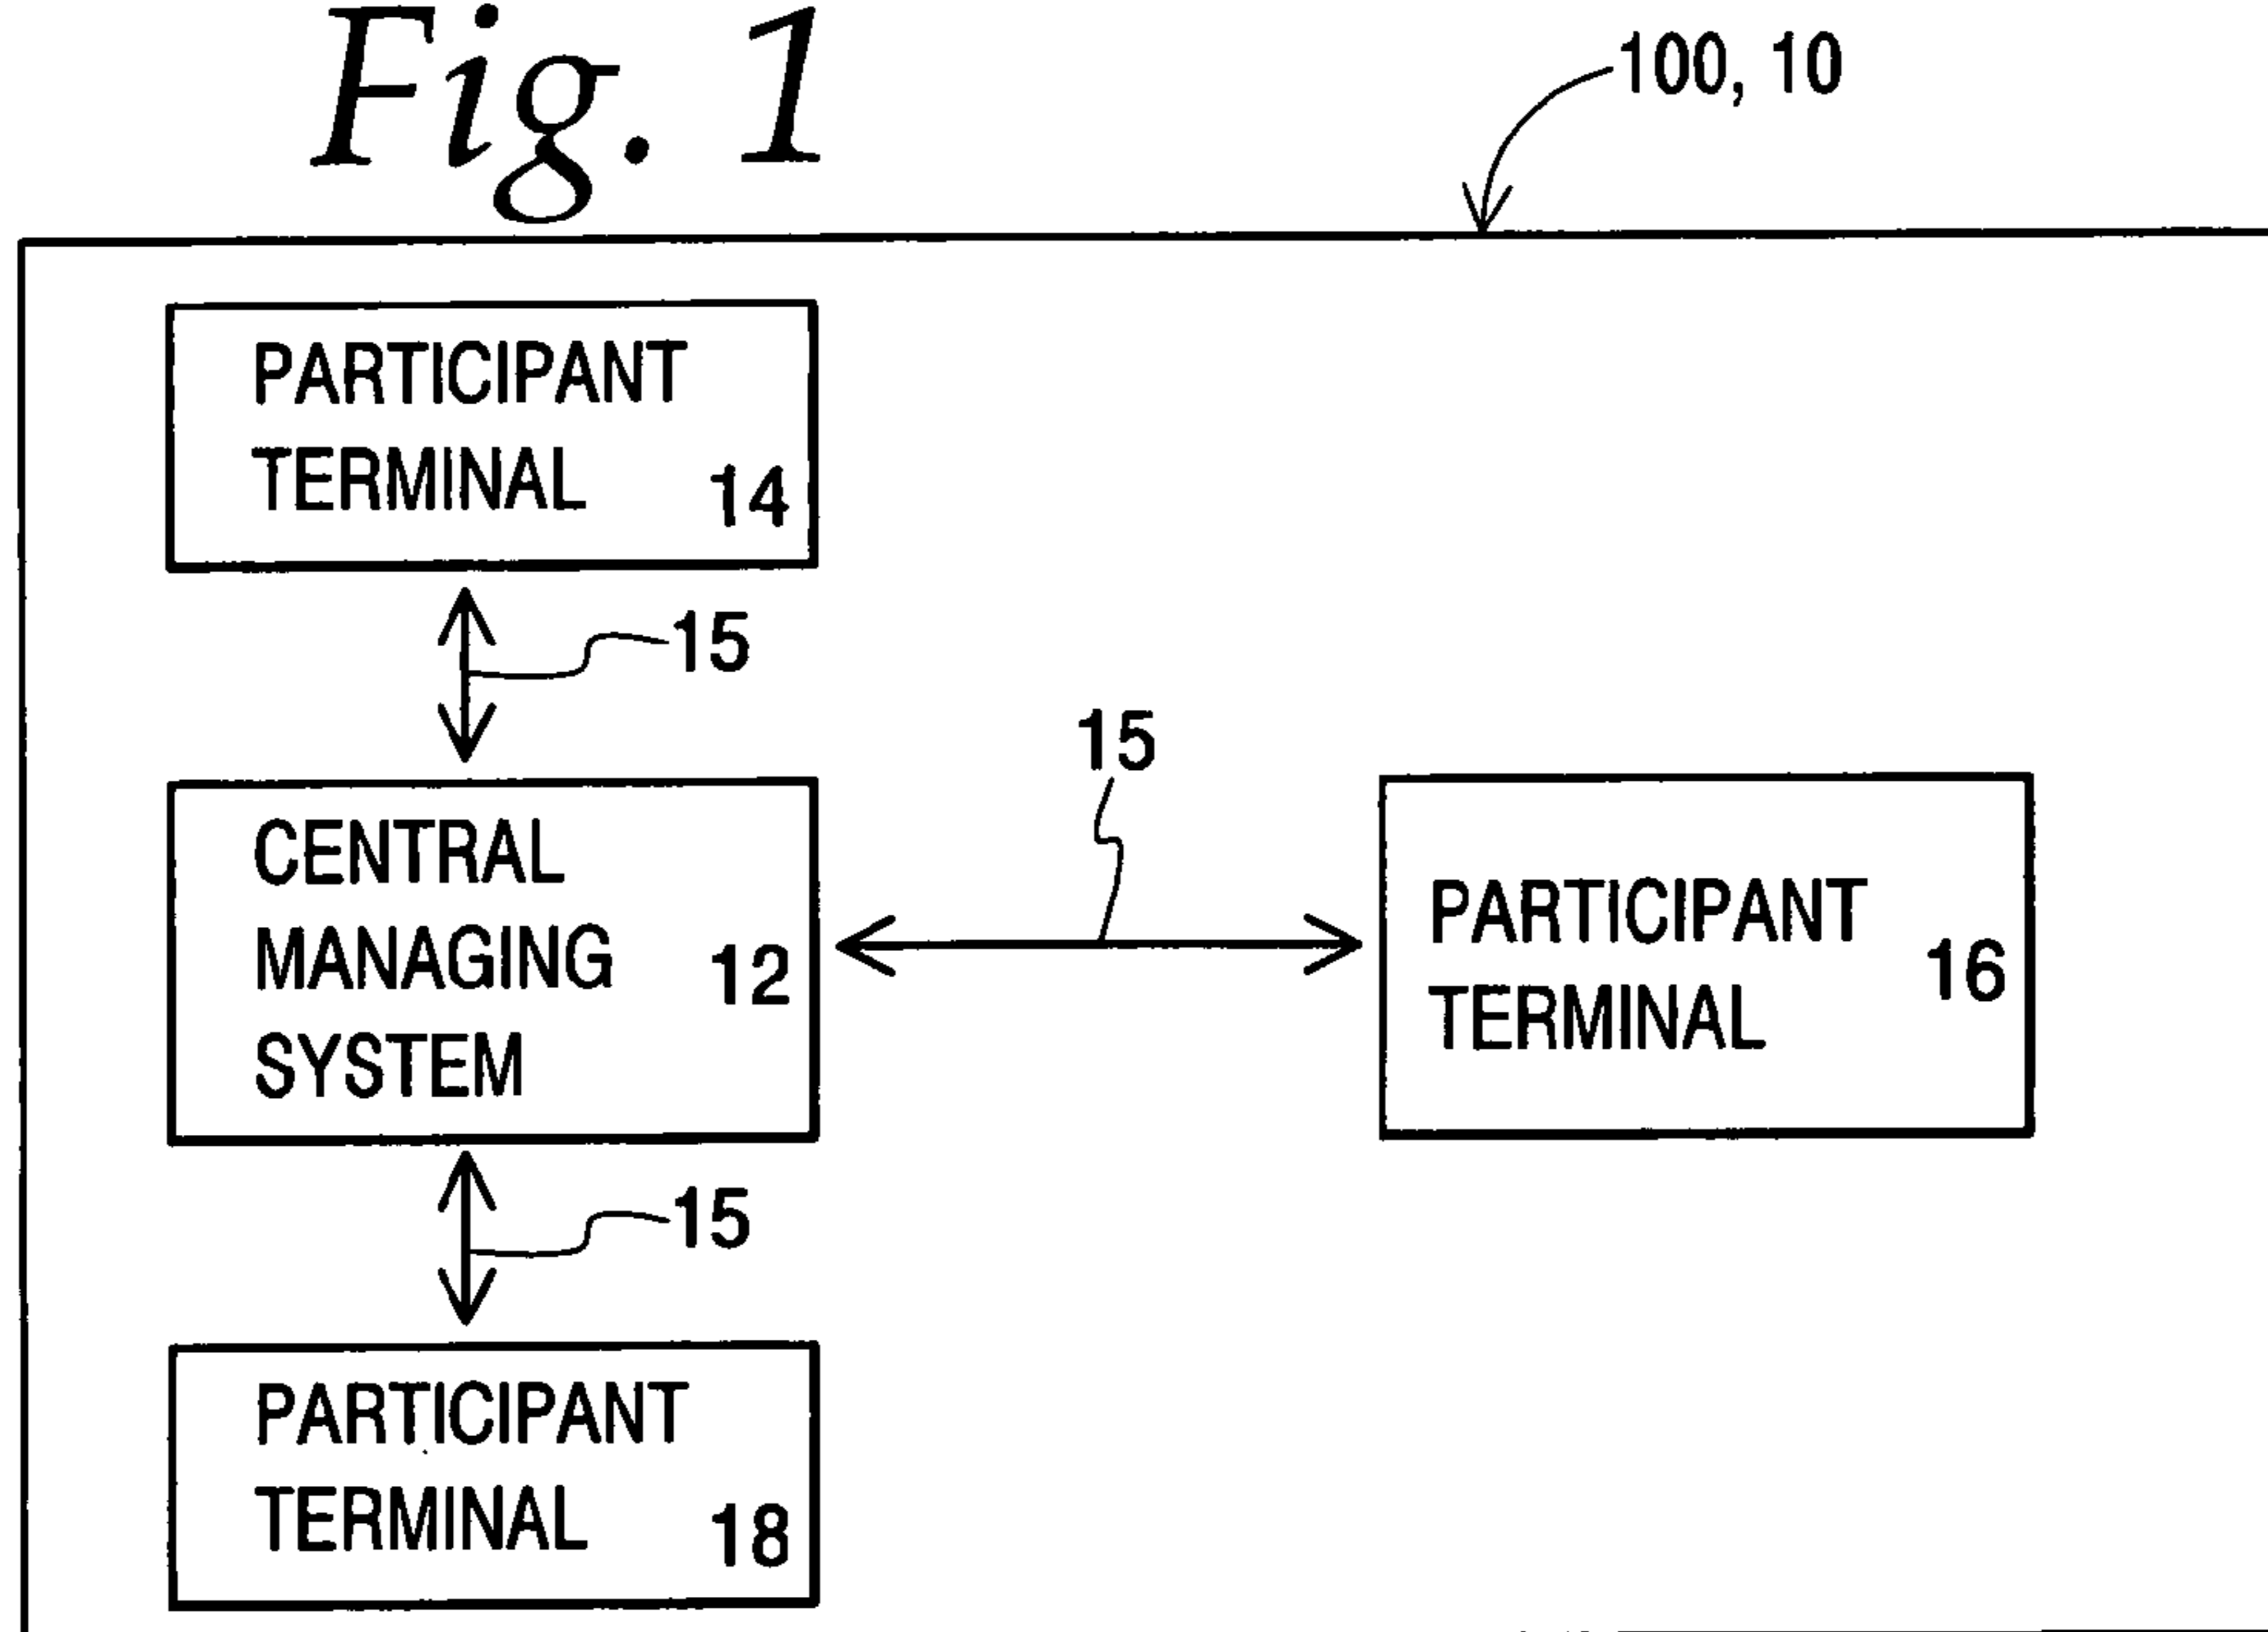 Fig. 1
100, 10
PARTICIPANT
TERMINAL
14
15
15
CENTRAL
MANAGING
SYSTEM
12
PARTICIPANT
TERMINAL
16
15
PARTICIPANT
TERMINAL
18